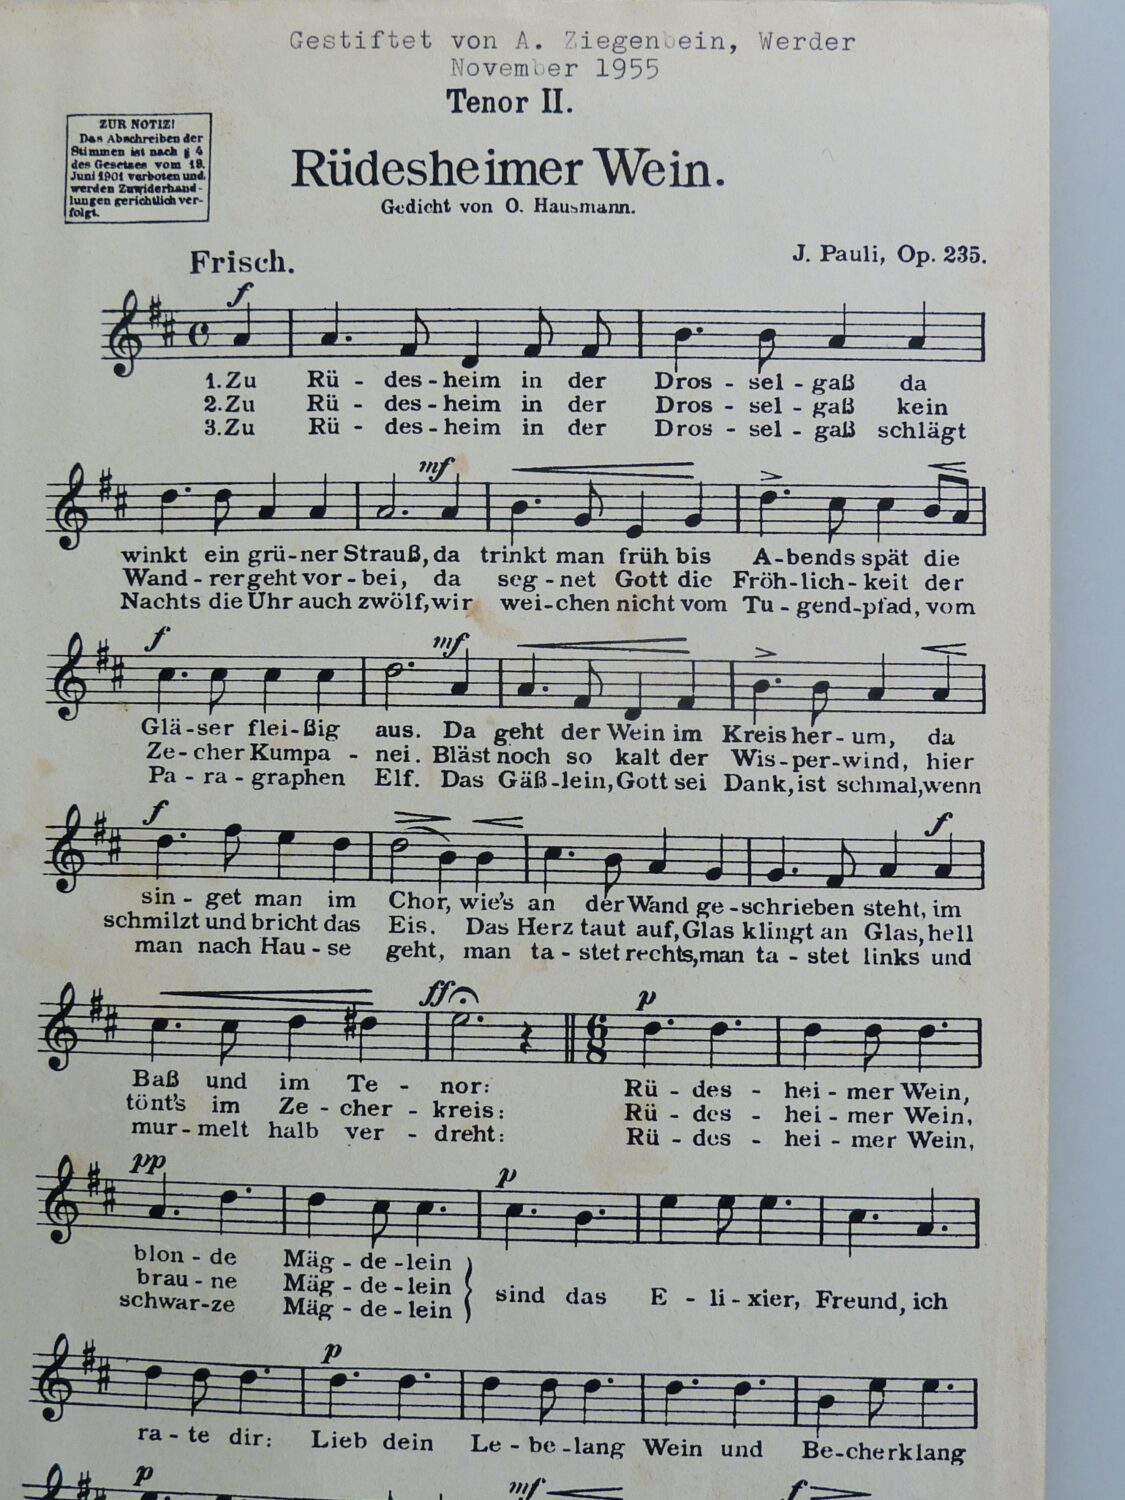 Gestiftet von A. Ziegenbein, Werder
November 1955
Tenor II.
ZUR NOTIZ!
Das Abschreiben der
Stimmen ist nach § 4
des Gesetzes vom 19.
Juni 1901 verboten und
werden Zuwiderhand-
lungen gerichtlich ver-
folgt.
Rüdesheimer Wein.
Gedicht von O. Hausmann.
Frisch.
J. Pauli, Op. 235.
f
1. Zu Rü - des - heim in der Dros - sel - gaß da
2. Zu Rü - des - heim in der Dros - sel - gaß kein
3. Zu Rü - des - heim in der Dros - sel - gaß schlägt
mf
winkt ein grü - ner Strauß, da trinkt man früh bis A - bends spät die
Wand - rer geht vor - bei, da seg - net Gott die Fröh - lich - keit der
Nachts die Uhr auch zwölf, wir wei - chen nicht vom Tu - gend - pfad, vom
f mf
Glä - ser flei - ßig aus. Da geht der Wein im Kreis her - um, da
Ze - cher Kumpa - nei. Bläst noch so kalt der Wis - per - wind, hier
Pa - ra - graphen Elf. Das Gäß - lein, Gott sei Dank, ist schmal, wenn
f f
sin - get man im Chor, wie's an der Wand ge - schrieben steht, im
schmilzt und bricht das Eis. Das Herz taut auf, Glas klingt an Glas, hell
man nach Hau - se geht, man ta - stet rechts, man ta - stet links und
ff p
6/8
Baß und im Te - nor: Rü - des - hei - mer Wein,
tönt's im Ze - cher - kreis: Rü - des - hei - mer Wein,
mur - melt halb ver - dreht: Rü - des - hei - mer Wein,
pp p
blon - de Mäg - de - lein
brau - ne Mäg - de - lein
sind das E - li - xier, Freund, ich
schwar - ze Mäg - de - lein
p
ra - te dir: Lieb dein Le - be - lang Wein und Be - cherklang
p mf f